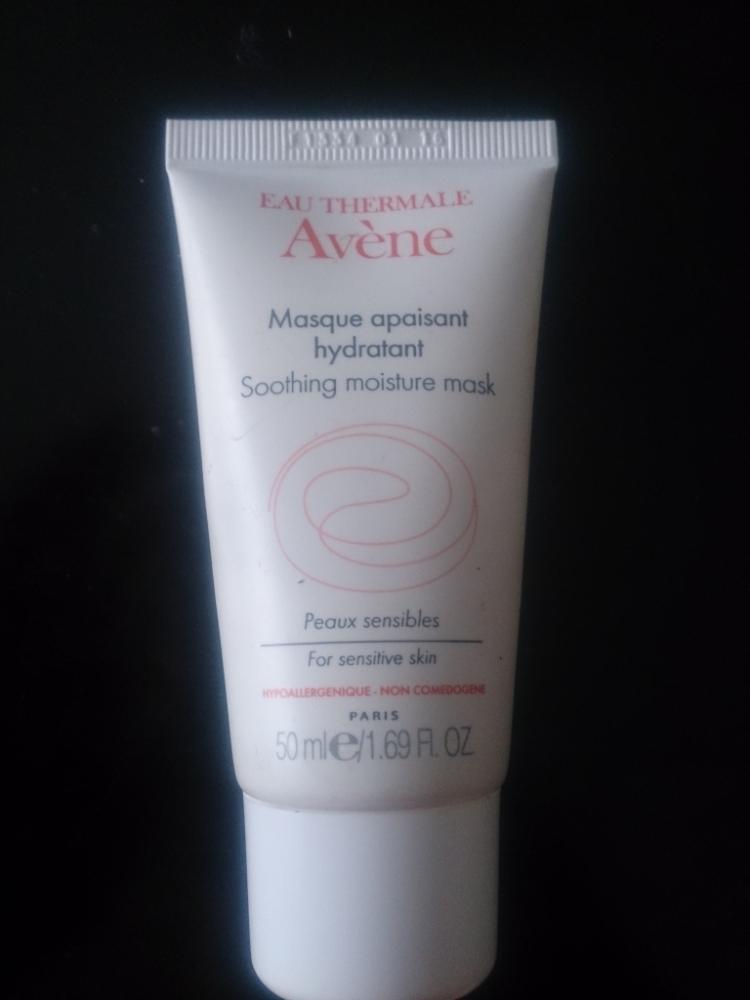 EAU THERMALE
Avène
Masque apaisant
hydratant
Soothing moisture mask
Peaux sensibles
For sensitive skin
HYPOALLERGENIQUE - NON COMEDOGENE
PARIS
50 ml e/1.69 Fl. OZ